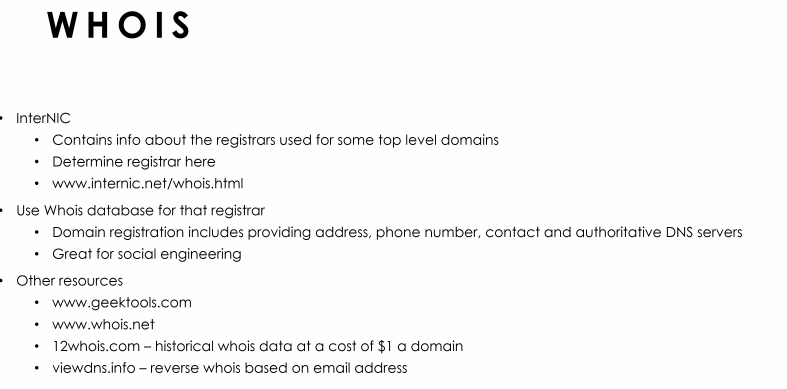 WHOIS
• InterNIC
• Contains info about the registrars used for some top level domains
• Determine registrar here
• www.internic.net/whois.html
• Use Whois database for that registrar
• Domain registration includes providing address, phone number, contact and authoritative DNS servers
• Great for social engineering
• Other resources
• www.geektools.com
• www.whois.net
• 12whois.com – historical whois data at a cost of $1 a domain
• viewdns.info – reverse whois based on email address